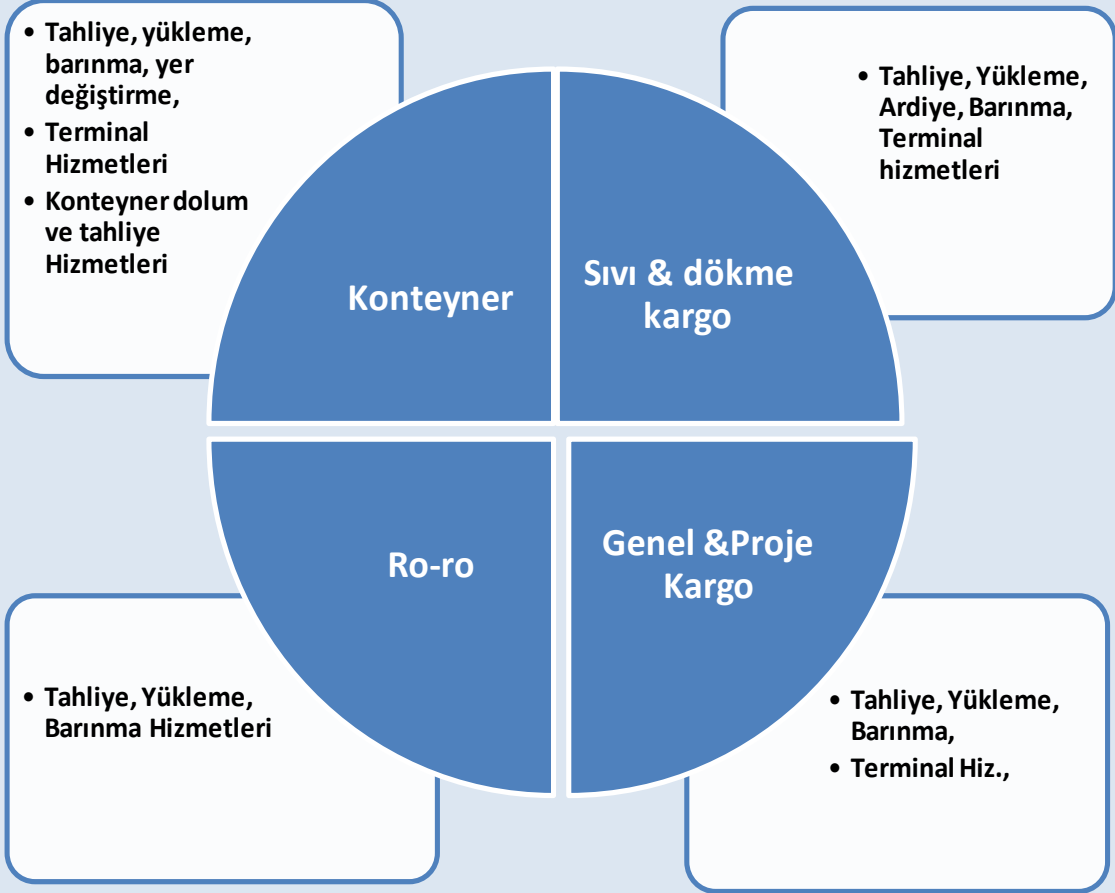 • Tahliye, yükleme,
barınma, yer
değiştirme,
• Terminal
Hizmetleri
• Konteyner dolum
ve tahliye
Hizmetleri
• Tahliye, Yükleme,
Ardiye, Barınma,
Terminal
hizmetleri
Konteyner
Sıvı & dökme
kargo
Ro-ro
Genel &Proje
Kargo
• Tahliye, Yükleme,
Barınma Hizmetleri
• Tahliye, Yükleme,
Barınma,
• Terminal Hiz.,